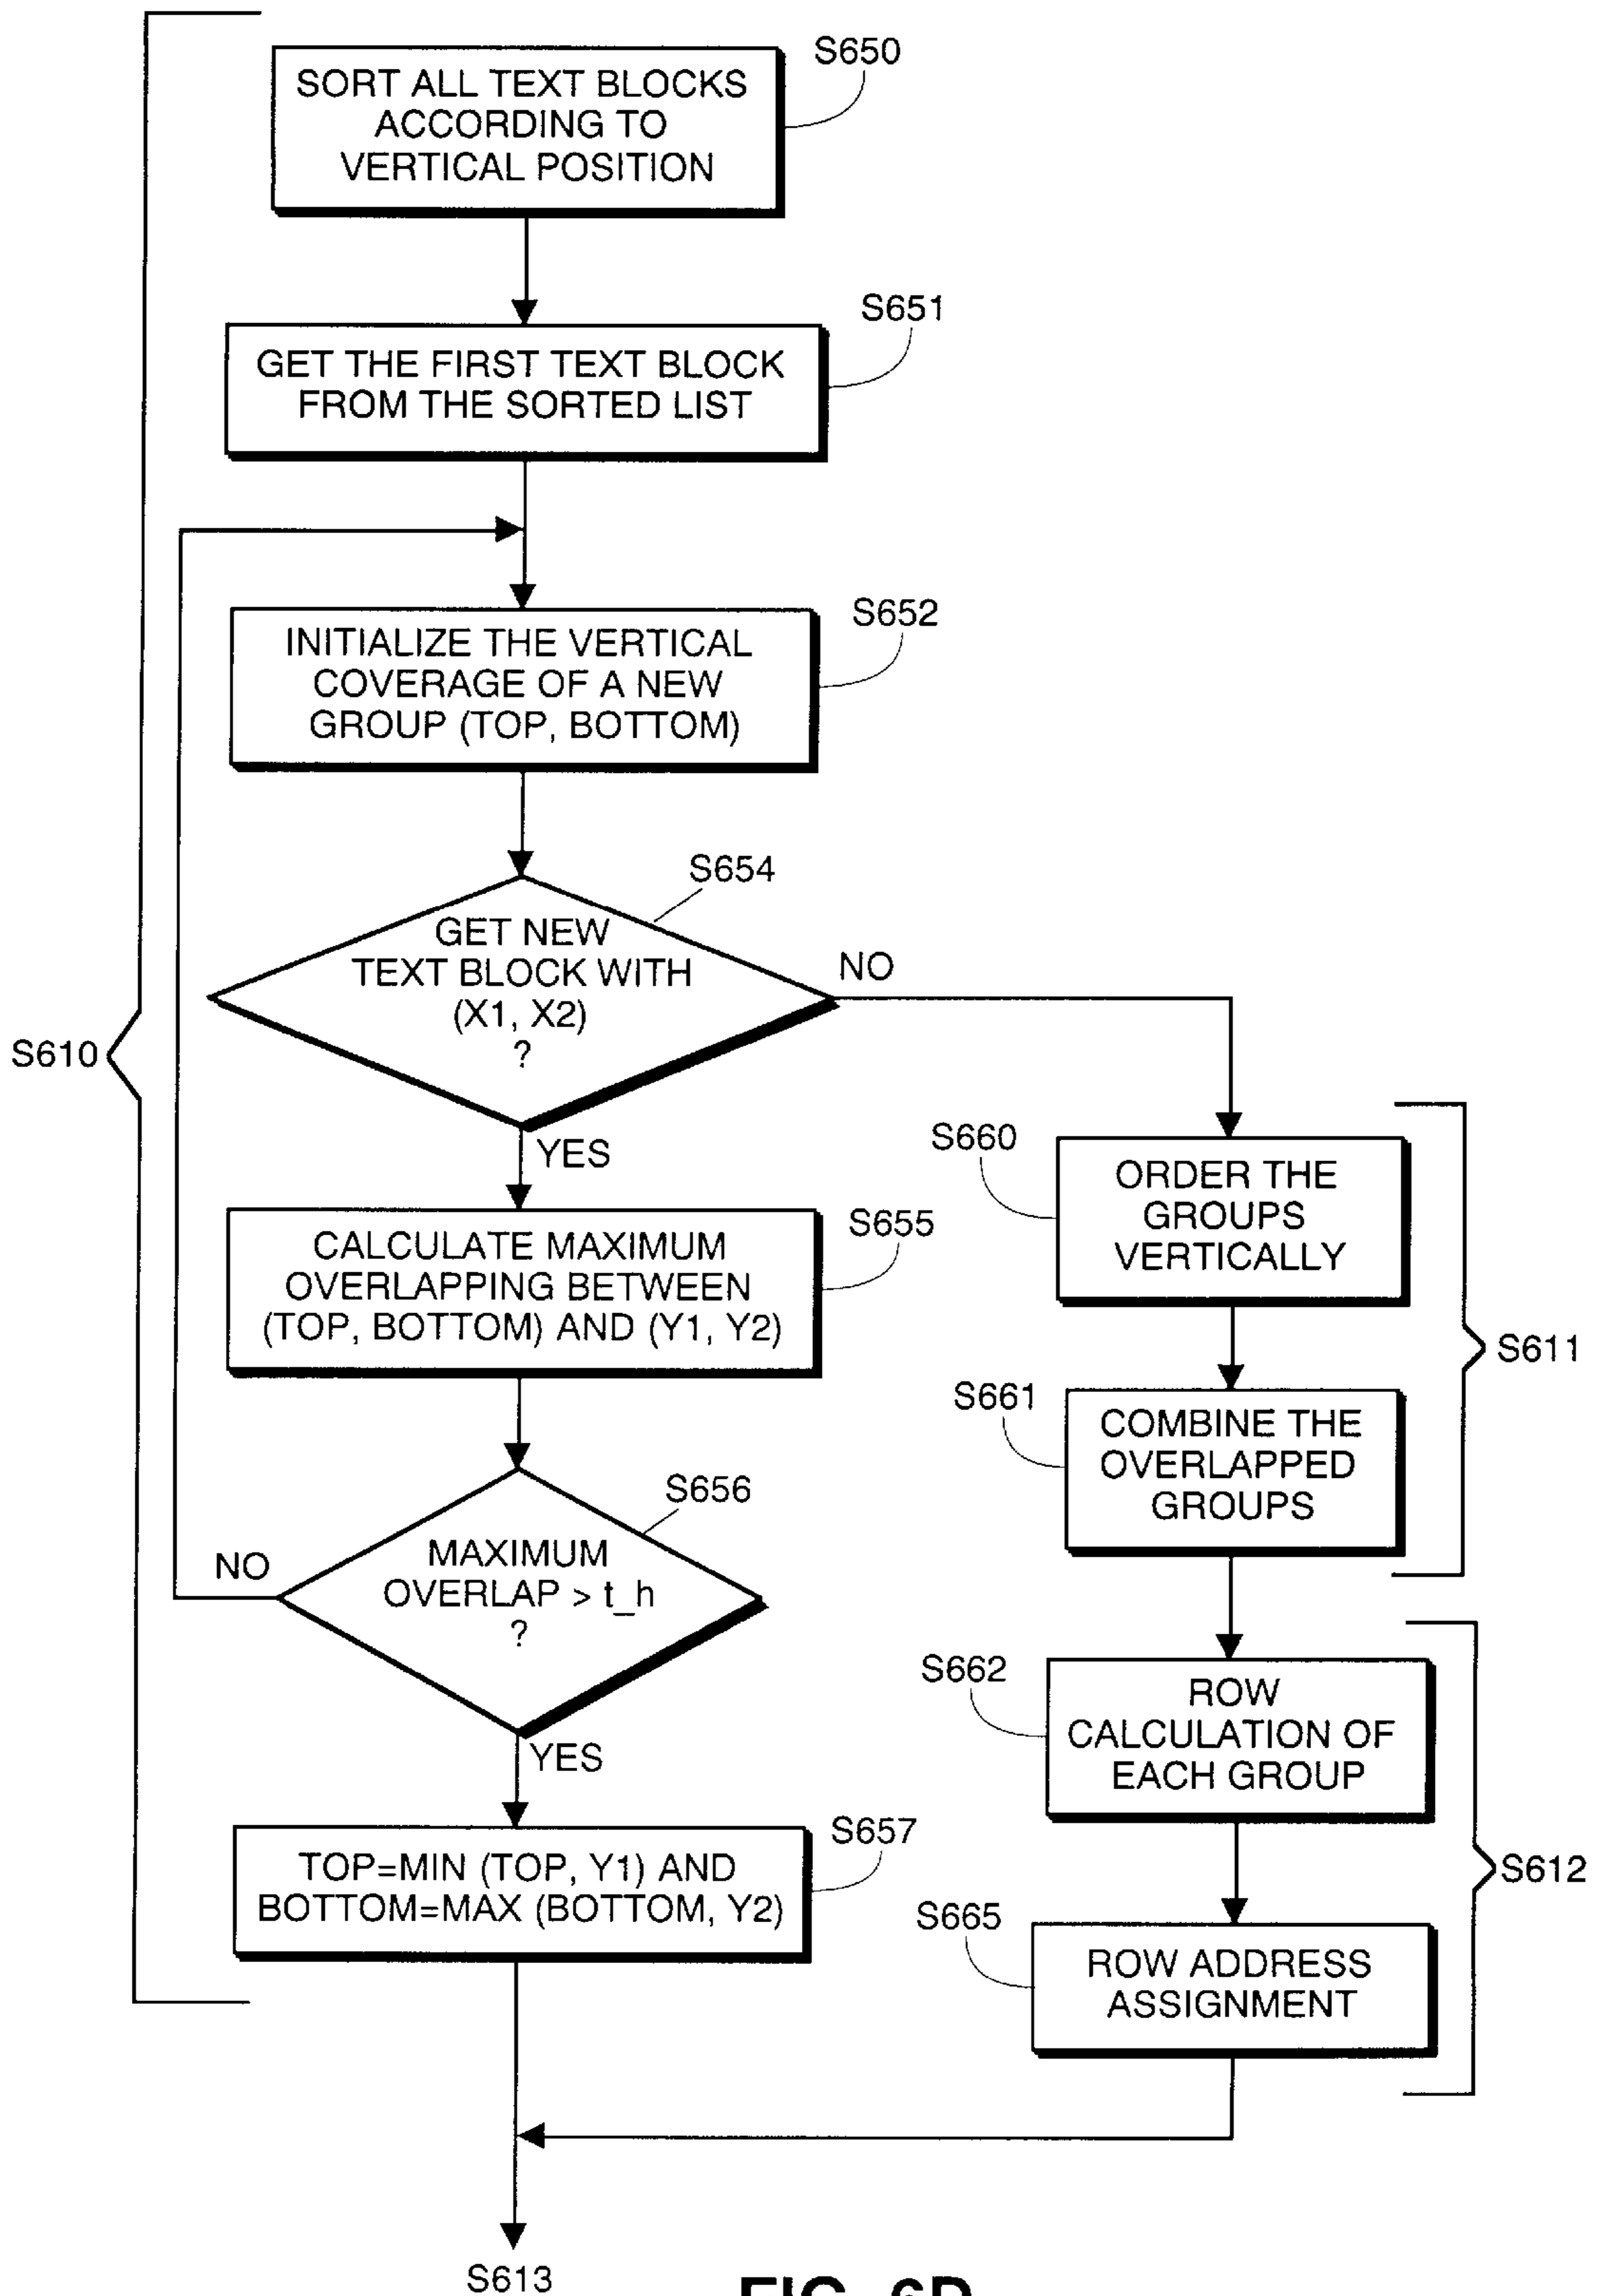 S650
SORT ALL TEXT BLOCKS
ACCORDING TO
VERTICAL POSITION
S651
GET THE FIRST TEXT BLOCK
FROM THE SORTED LIST
S652
INITIALIZE THE VERTICAL
COVERAGE OF A NEW
GROUP (TOP, BOTTOM)
S654
GET NEW
TEXT BLOCK WITH
(X1, X2)
?
NO
S610
YES
S655
CALCULATE MAXIMUM
OVERLAPPING BETWEEN
(TOP, BOTTOM) AND (Y1, Y2)
S656
MAXIMUM
OVERLAP > t_h
?
NO
YES
S657
TOP=MIN (TOP, Y1) AND
BOTTOM=MAX (BOTTOM, Y2)
S660
ORDER THE
GROUPS
VERTICALLY
S611
S661
COMBINE THE
OVERLAPPED
GROUPS
S662
ROW
CALCULATION OF
EACH GROUP
S612
S665
ROW ADDRESS
ASSIGNMENT
S613